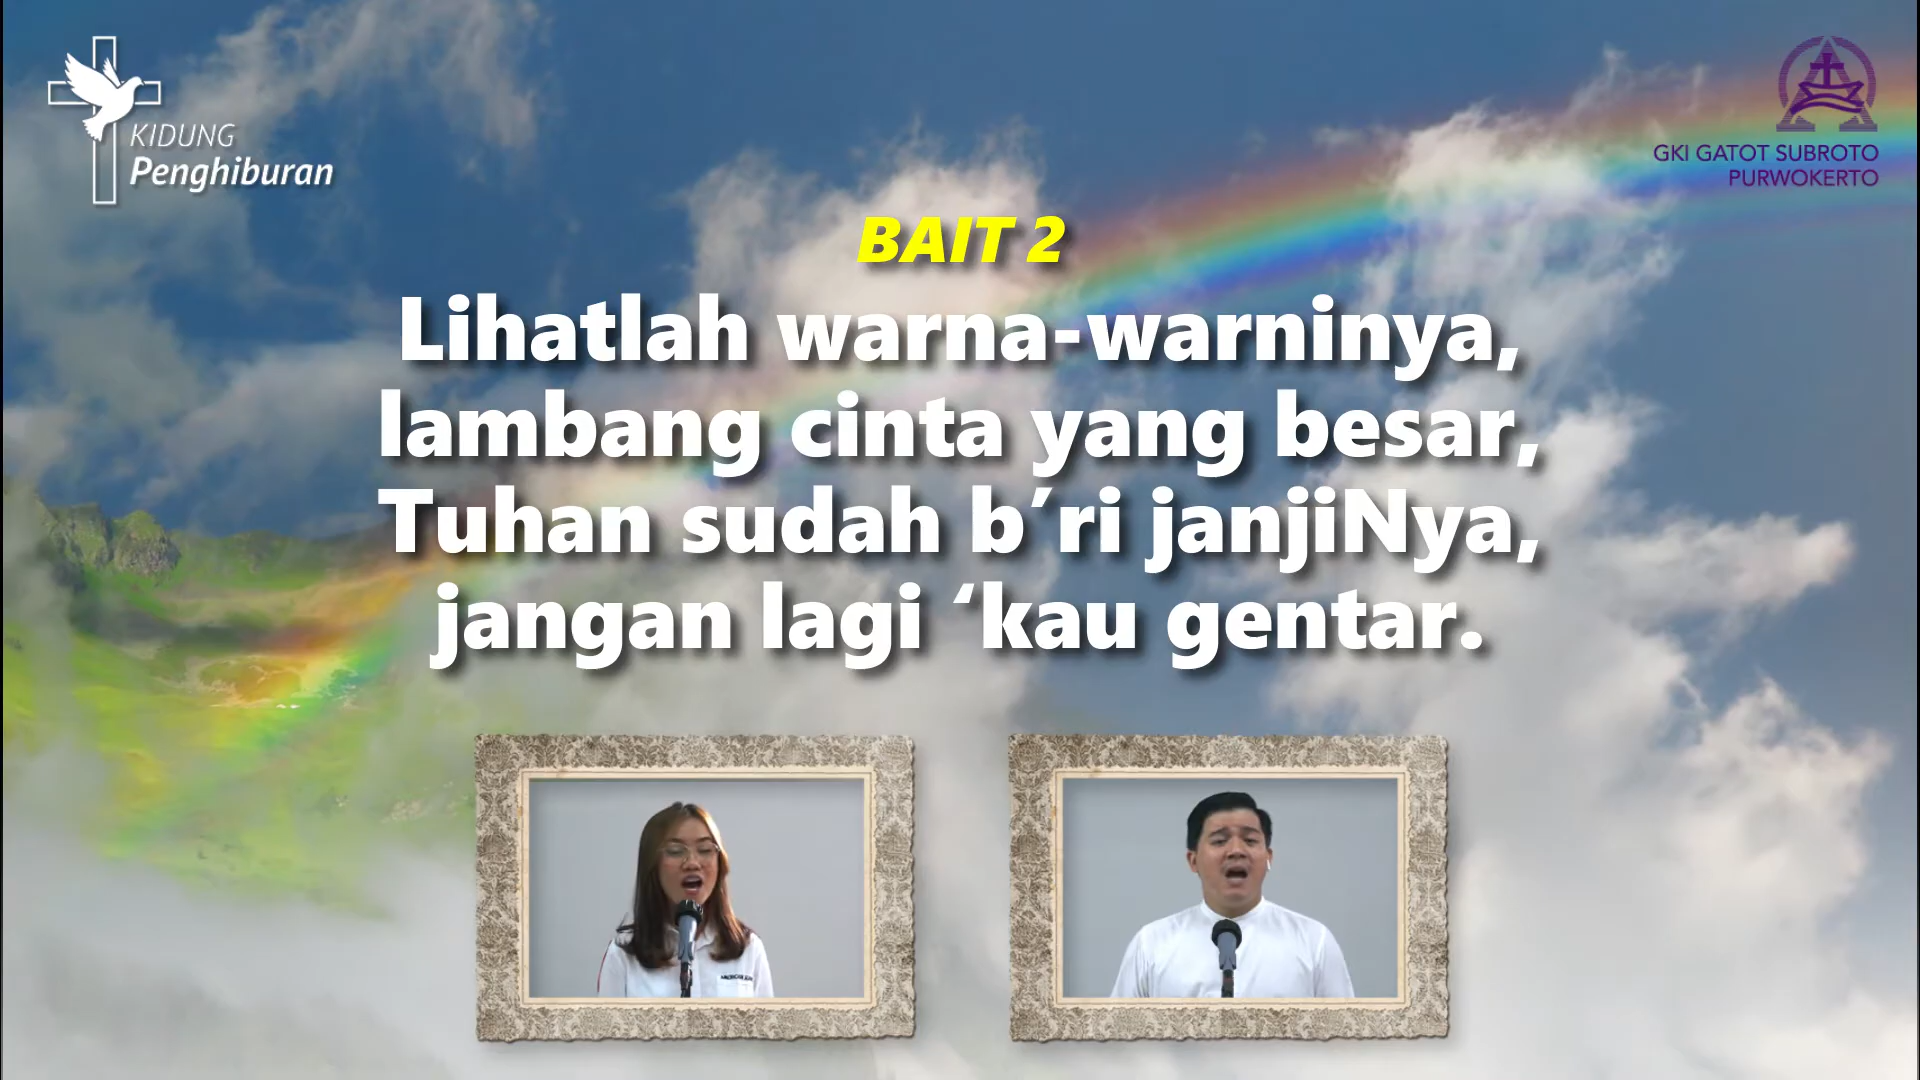 KIDUNG
Penghiburan
GKI GATOT SUBROTO
PURWOKERTO
BAIT 2
Lihatlah warna-warninya,
lambang cinta yang besar,
Tuhan sudah b’ri janjiNya,
jangan lagi ‘kau gentar.